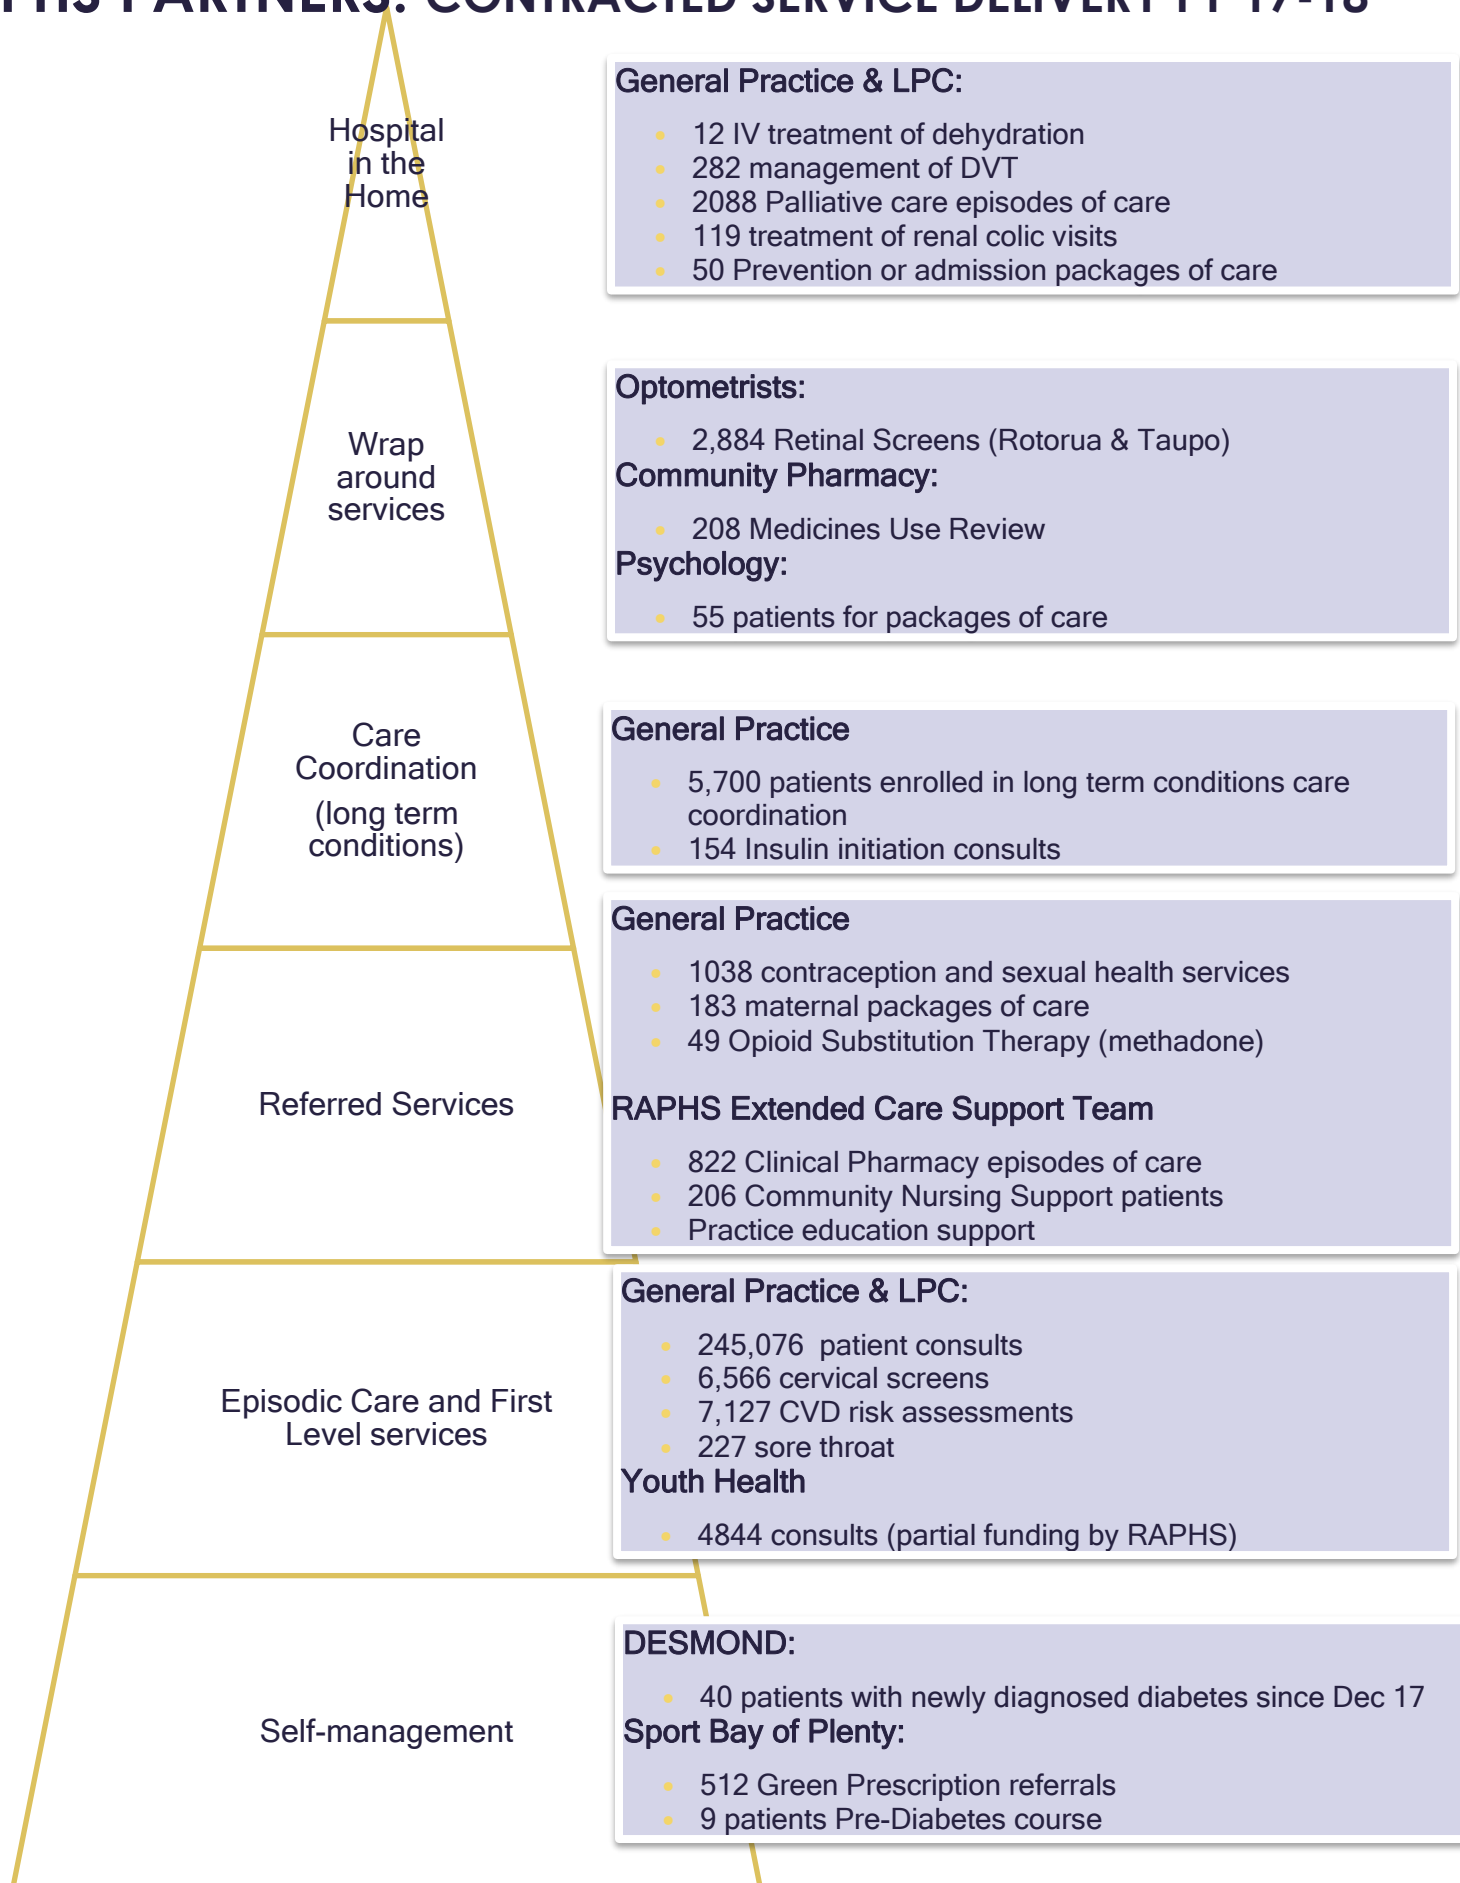 PHS PARTNERS: CONTRACTED SERVICE DELIVERY FY 17-18
Hospital
in the
Home
General Practice & LPC:
• 12 IV treatment of dehydration
• 282 management of DVT
• 2088 Palliative care episodes of care
• 119 treatment of renal colic visits
• 50 Prevention or admission packages of care
Wrap
around
services
Optometrists:
• 2,884 Retinal Screens (Rotorua & Taupo)
Community Pharmacy:
• 208 Medicines Use Review
Psychology:
• 55 patients for packages of care
Care
Coordination
(long term
conditions)
General Practice
• 5,700 patients enrolled in long term conditions care
coordination
• 154 Insulin initiation consults
Referred Services
General Practice
• 1038 contraception and sexual health services
• 183 maternal packages of care
• 49 Opioid Substitution Therapy (methadone)
RAPHS Extended Care Support Team
• 822 Clinical Pharmacy episodes of care
• 206 Community Nursing Support patients
• Practice education support
Episodic Care and First
Level services
General Practice & LPC:
• 245,076 patient consults
• 6,566 cervical screens
• 7,127 CVD risk assessments
• 227 sore throat
Youth Health
• 4844 consults (partial funding by RAPHS)
Self-management
DESMOND:
• 40 patients with newly diagnosed diabetes since Dec 17
Sport Bay of Plenty:
• 512 Green Prescription referrals
• 9 patients Pre-Diabetes course